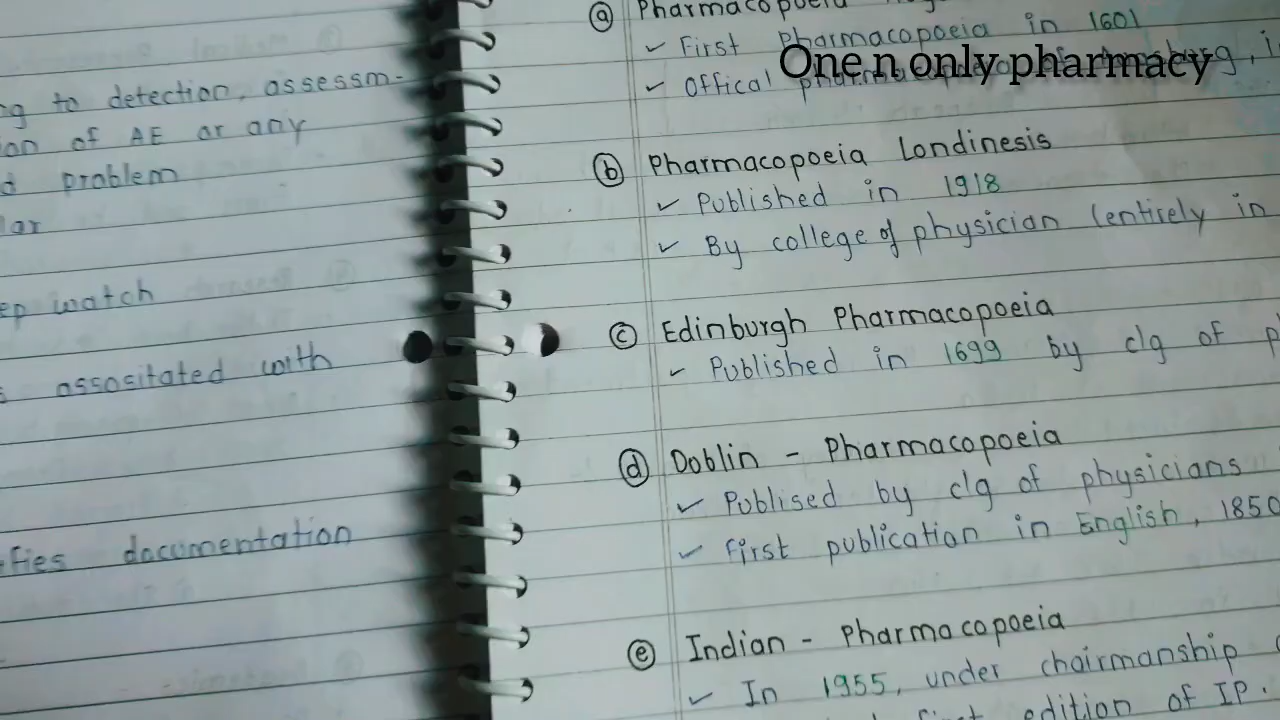 ng to detection, assessm-
ion of AE or any
d problem
lar
ep watch
s assositated with
fies documentation
ⓐ Pharmacopoeia
✓ First Pharmacopoeia in 1601
✓ Offical
One n only pharmacy
ⓑ Pharmacopoeia Londinesis
✓ Published in 1918
✓ By college of physician (entirely in
ⓒ Edinburgh Pharmacopoeia
✓ Published in 1699 by clg of p
ⓓ Doblin - Pharmacopoeia
✓ Publised by clg of physicians
✓ First publication in English, 1850
ⓔ Indian - Pharmacopoeia
✓ In 1955, under chairmanship
first edition of IP.